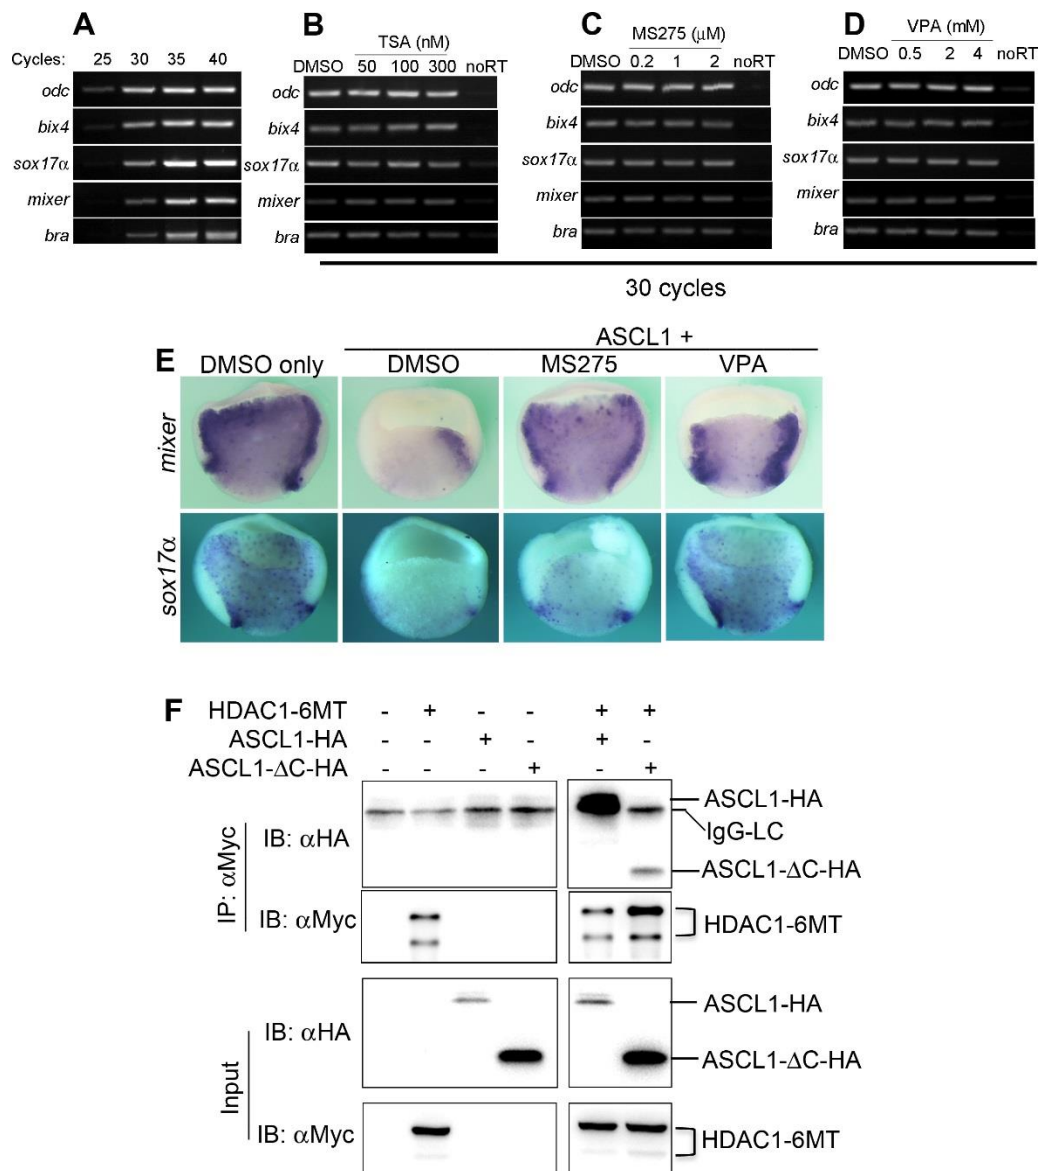 A
Cycles: 25 30 35 40
odc
bix4
sox17α
mixer
bra
B
TSA (nM)
DMSO 50 100 300 noRT
odc
bix4
sox17α
mixer
bra
C
MS275 (μM)
DMSO 0.2 1 2 noRT
odc
bix4
sox17α
mixer
bra
D
VPA (mM)
DMSO 0.5 2 4 noRT
odc
bix4
sox17α
mixer
bra
30 cycles
E
ASCL1 +
DMSO only DMSO MS275 VPA
mixer
sox17α
F
HDAC1-6MT - + - - + +
ASCL1-HA - - + - + -
ASCL1-ΔC-HA - - - + - +
IP: αMyc
IB: αHA
ASCL1-HA
IgG-LC
ASCL1-ΔC-HA
IB: αMyc
HDAC1-6MT
Input
IB: αHA
ASCL1-HA
ASCL1-ΔC-HA
IB: αMyc
HDAC1-6MT